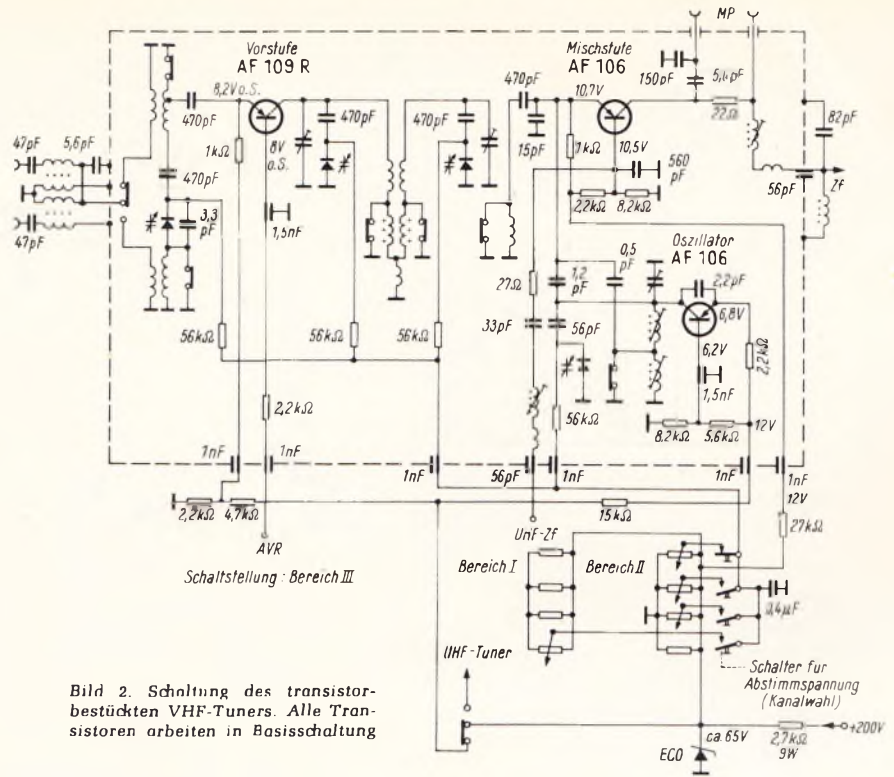 MP
Vorstufe
AF 109 R
Mischstufe
AF 106
470pF
150pF
5,6pF
8,2V o.S.
10,7V
470pF
470pF
470pF
22Ω
82pF
47pF
5,6pF
1kΩ
8V
o.S.
15pF
1kΩ
10,5V
560
pF
56pF
Zf
470pF
2,2kΩ
8,2kΩ
47pF
3,3
pF
1,5nF
Oszillator
AF 106
0,5
pF
27Ω
1,2
pF
2,2pF
6,8V
33pF
56pF
6,2V
2,2kΩ
56kΩ
56kΩ
56kΩ
1,5nF
2,2kΩ
56kΩ
8,2kΩ
5,6kΩ
12V
1nF
1nF
1nF
56pF
1nF
1nF
1nF
12V
2,2kΩ
4,7kΩ
15kΩ
27kΩ
AVR
UHF-Zf
Schaltstellung: Bereich III
Bereich I
Bereich II
0,4µF
UHF-Tuner
Schalter für
Abstimmspannung
(Kanalwahl)
Bild 2. Schaltung des transistor-
bestückten VHF-Tuners. Alle Tran-
sistoren arbeiten in Basisschaltung
ca. 65V
2,7kΩ
9W
+200V